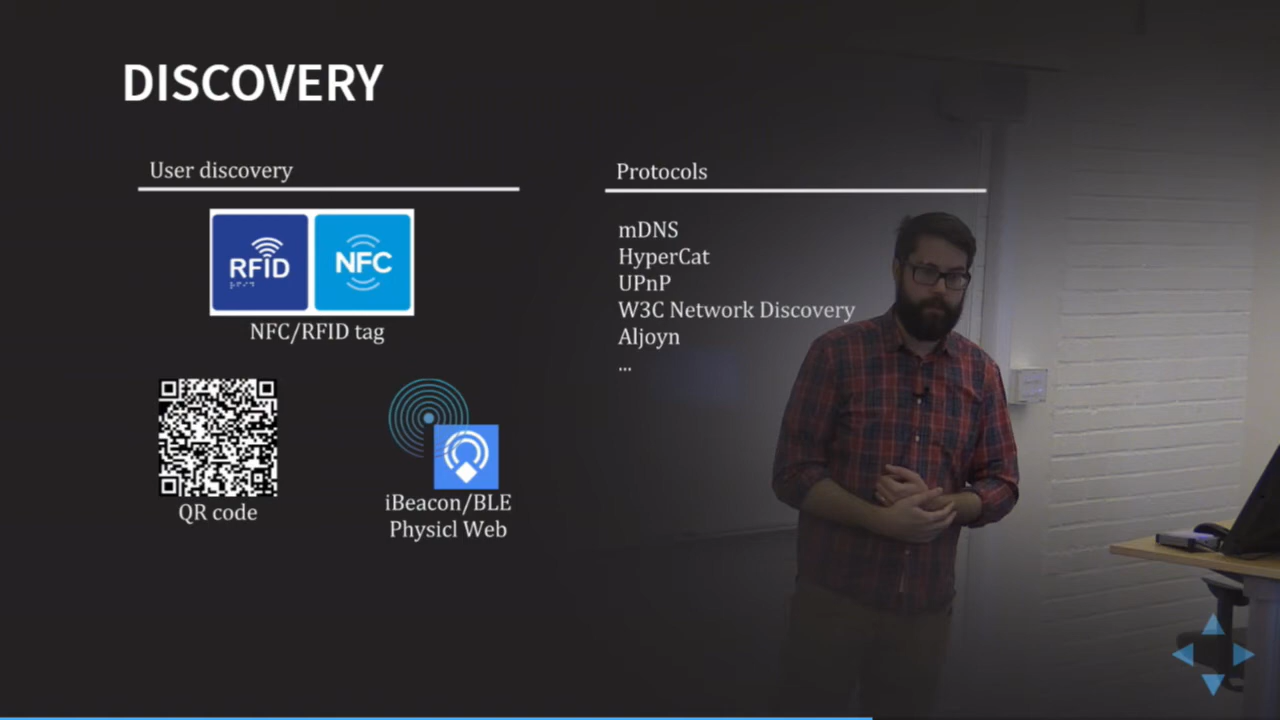 DISCOVERY
User discovery
RFID
NFC
NFC/RFID tag
QR code
iBeacon/BLE
Physicl Web
Protocols
mDNS
HyperCat
UPnP
W3C Network Discovery
Aljoyn
...